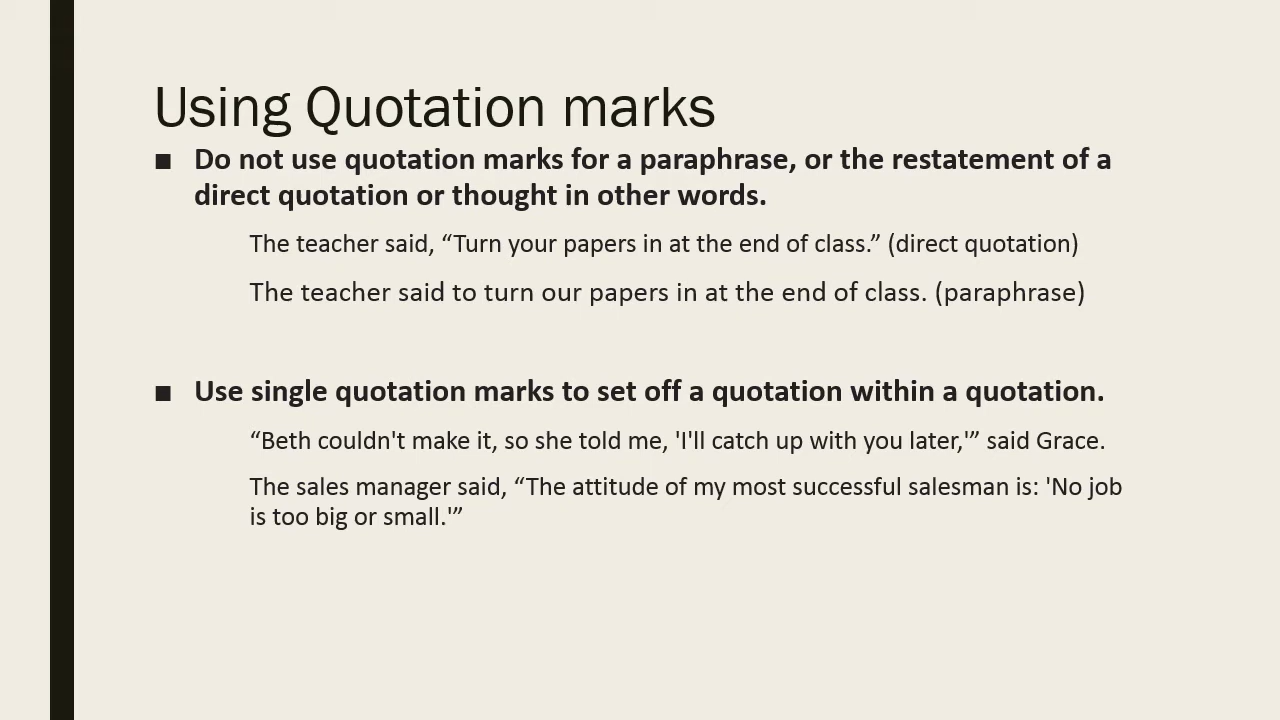 Using Quotation marks
■ Do not use quotation marks for a paraphrase, or the restatement of a
direct quotation or thought in other words.
The teacher said, “Turn your papers in at the end of class.” (direct quotation)
The teacher said to turn our papers in at the end of class. (paraphrase)
■ Use single quotation marks to set off a quotation within a quotation.
“Beth couldn't make it, so she told me, 'I'll catch up with you later,'” said Grace.
The sales manager said, “The attitude of my most successful salesman is: 'No job
is too big or small.'”